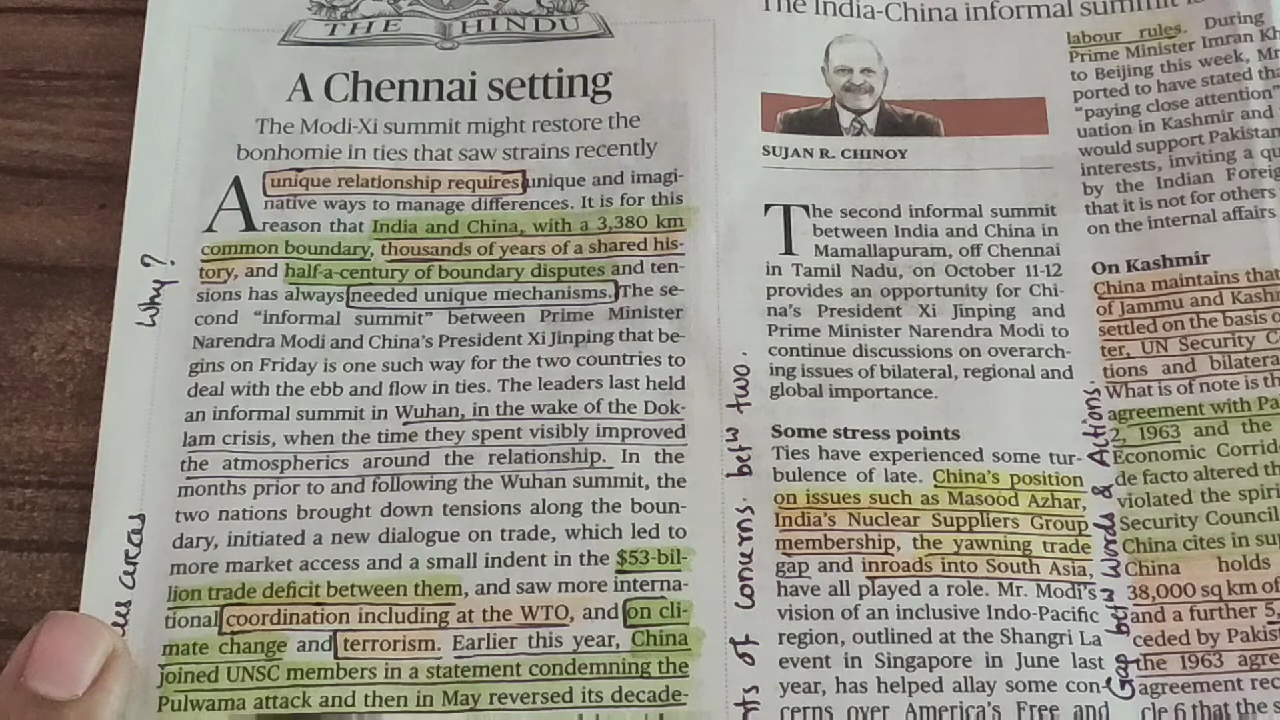 THE HINDU
A Chennai setting
The Modi-Xi summit might restore the
bonhomie in ties that saw strains recently
A unique relationship requires unique and imagi-
native ways to manage differences. It is for this
reason that India and China, with a 3,380 km
common boundary, thousands of years of a shared his-
tory, and half-a-century of boundary disputes and ten-
sions has always needed unique mechanisms. The se-
cond “informal summit” between Prime Minister
Narendra Modi and China’s President Xi Jinping that be-
gins on Friday is one such way for the two countries to
deal with the ebb and flow in ties. The leaders last held
an informal summit in Wuhan, in the wake of the Dok-
lam crisis, when the time they spent visibly improved
the atmospherics around the relationship. In the
months prior to and following the Wuhan summit, the
two nations brought down tensions along the boun-
dary, initiated a new dialogue on trade, which led to
more market access and a small indent in the $53-bil-
lion trade deficit between them, and saw more interna-
tional coordination including at the WTO, and on cli-
mate change and terrorism. Earlier this year, China
joined UNSC members in a statement condemning the
Pulwama attack and then in May reversed its decade-
Why?
areas
The India-China informal summit
SUJAN R. CHINOY
The second informal summit
between India and China in
Mamallapuram, off Chennai
in Tamil Nadu, on October 11-12
provides an opportunity for Chi-
na’s President Xi Jinping and
Prime Minister Narendra Modi to
continue discussions on overarch-
ing issues of bilateral, regional and
global importance.
Some stress points
Ties have experienced some tur-
bulence of late. China’s position
on issues such as Masood Azhar,
India’s Nuclear Suppliers Group
membership, the yawning trade
gap and inroads into South Asia,
have all played a role. Mr. Modi’s
vision of an inclusive Indo-Pacific
region, outlined at the Shangri La
event in Singapore in June last
year, has helped allay some con-
cerns over America’s Free and
of concerns. betw two.
Gap betw Words & Actions.
labour rules. During
Prime Minister Imran Kh
to Beijing this week, Mr
ported to have stated tha
“paying close attention”
uation in Kashmir and
would support Pakistan
interests, inviting a qu
by the Indian Foreig
that it is not for others
on the internal affairs
On Kashmir
China maintains that
of Jammu and Kashi
settled on the basis o
ter, UN Security C
tions and bilatera
What is of note is th
agreement with Pa
2, 1963 and the
Economic Corrid
de facto altered th
violated the spiri
Security Council
China cites in su
China holds
38,000 sq km of
and a further 5,
ceded by Pakis
the 1963 agre
agreement rec
cle 6 that the s